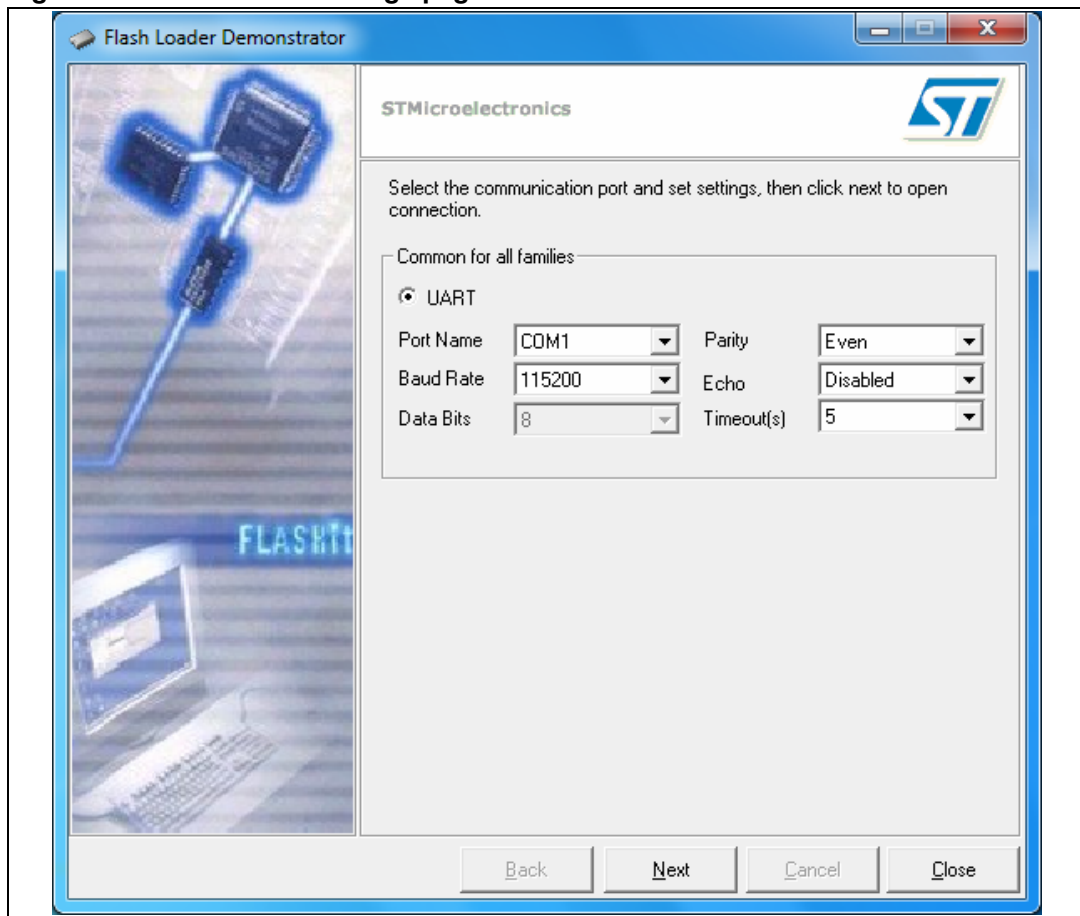 Flash Loader Demonstrator
STMicroelectronics
ST
Select the communication port and set settings, then click next to open
connection.
Common for all families
UART
Port Name COM1 Parity Even
Baud Rate 115200 Echo Disabled
Data Bits 8 Timeout(s) 5
FLASHIt
Back Next Cancel Close